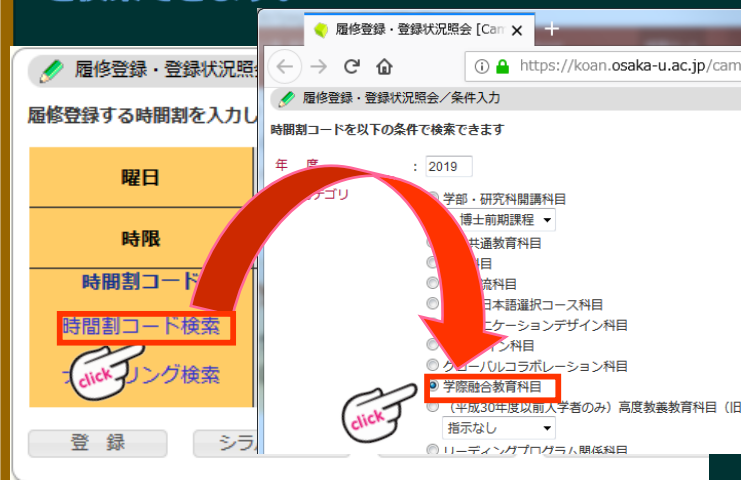 履修登録・登録状況照
履修登録する時間割を入力し
曜日
時限
時間割コード
時間割コード検索
リング検索
click
登 録
シラ
履修登録・登録状況照会 [Can
https://koan.osaka-u.ac.jp/cam
履修登録・登録状況照会／条件入力
時間割コードを以下の条件で検索できます
年 度 : 2019
テゴリ
学部・研究科開講科目
博士前期課程
共通教育科目
科目
流科目
日本語選択コース科目
ニケーションデザイン科目
イン科目
グローバルコラボレーション科目
学際融合教育科目
（平成30年度以前入学者のみ）高度教養教育科目（旧
指示なし
リーディングプログラム関係科目
click